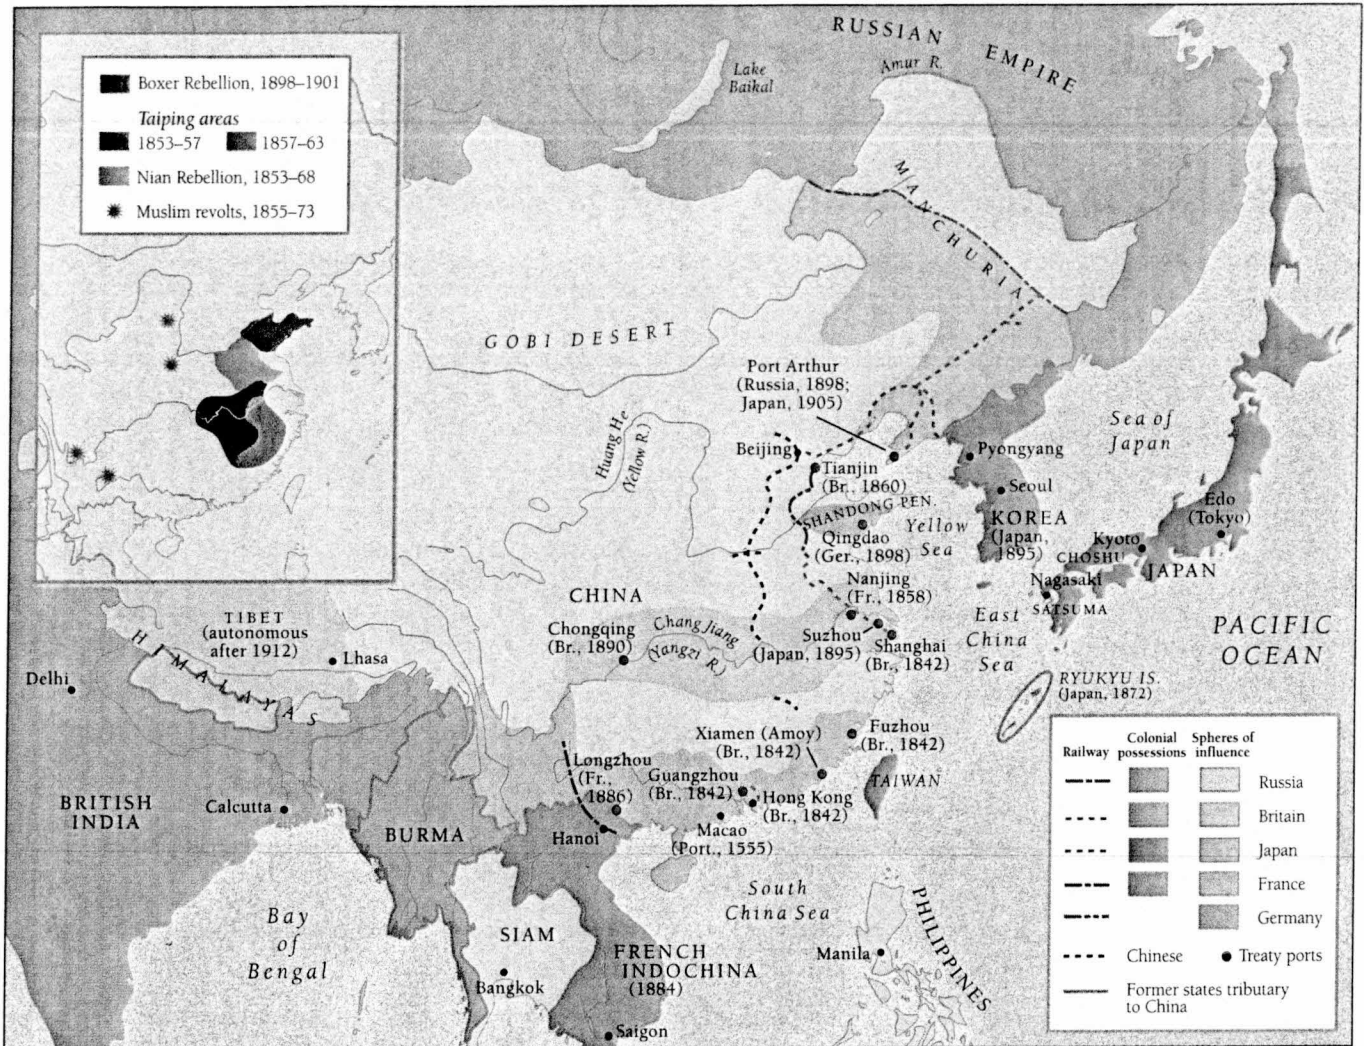 Boxer Rebellion, 1898–1901
Taiping areas
1853–57
1857–63
Nian Rebellion, 1853–68
Muslim revolts, 1855–73
RUSSIAN EMPIRE
Amur R.
Lake
Baikal
MANCHURIA
GOBI DESERT
Port Arthur
(Russia, 1898;
Japan, 1905)
Huang He
(Yellow R.)
Beijing
Tianjin
(Br., 1860)
Pyongyang
Seoul
Sea of
Japan
SHANDONG PEN.
Qingdao
(Ger., 1898)
Yellow
Sea
KOREA
(Japan,
1895)
Edo
(Tokyo)
Kyoto
CHOSHU
JAPAN
Nagasaki
SATSUMA
Nanjing
(Fr., 1858)
CHINA
Chongqing
(Br., 1890)
Chang Jiang
(Yangzi R.)
Suzhou
(Japan, 1895)
Shanghai
(Br., 1842)
East
China
Sea
PACIFIC
OCEAN
TIBET
(autonomous
after 1912)
Lhasa
HIMALAYAS
Delhi
RYUKYU IS.
(Japan, 1872)
Xiamen (Amoy)
(Br., 1842)
Fuzhou
(Br., 1842)
Longzhou
(Fr.,
1886)
Guangzhou
(Br., 1842)
Hong Kong
(Br., 1842)
TAIWAN
Macao
(Port., 1555)
BRITISH
INDIA
Calcutta
BURMA
Hanoi
South
China Sea
PHILIPPINES
Manila
Bay
of
Bengal
SIAM
Bangkok
FRENCH
INDOCHINA
(1884)
Saigon
Railway
Colonial
possessions
Spheres of
influence
Russia
Britain
Japan
France
Germany
Chinese
Treaty ports
Former states tributary
to China